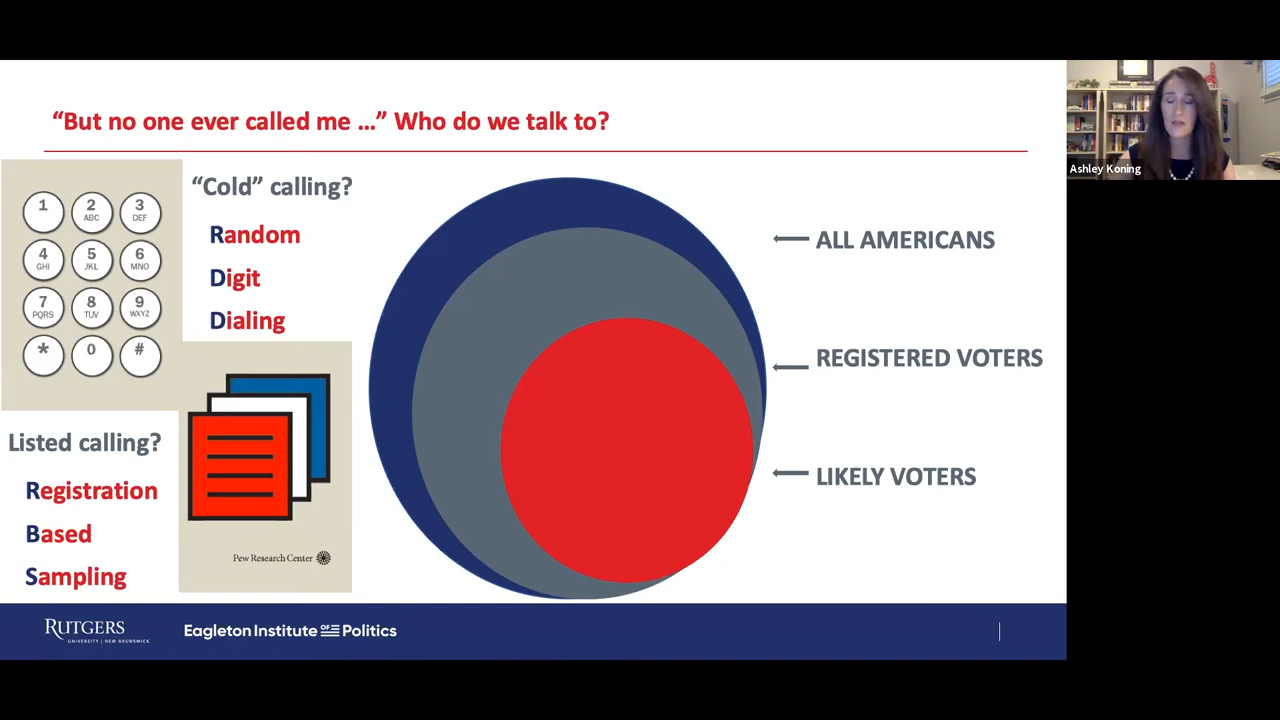 “But no one ever called me …” Who do we talk to?
Ashley Koning
“Cold” calling?
Random
Digit
Dialing
1
2
ABC
3
DEF
4
GHI
5
JKL
6
MNO
7
PQRS
8
TUV
9
WXYZ
*
0
#
Listed calling?
Registration
Based
Sampling
Pew Research Center
ALL AMERICANS
REGISTERED VOTERS
LIKELY VOTERS
RUTGERS
UNIVERSITY | NEW BRUNSWICK
Eagleton Institute OF Politics